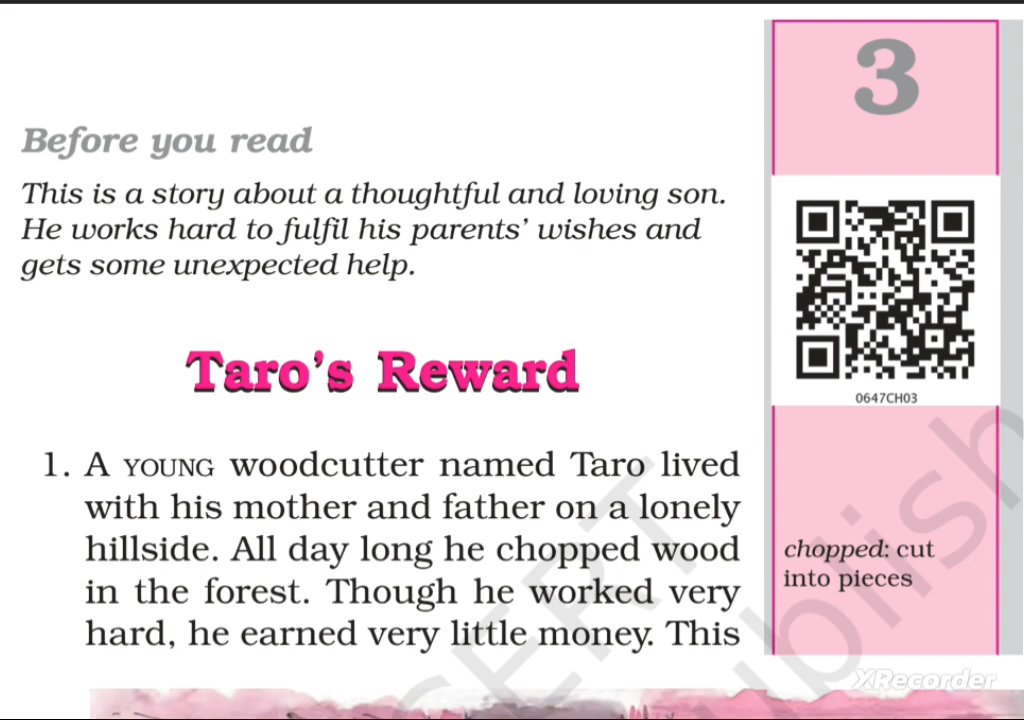 3
Before you read
This is a story about a thoughtful and loving son.
He works hard to fulfil his parents' wishes and
gets some unexpected help.
0647CH03
Taro's Reward
1. A YOUNG woodcutter named Taro lived
with his mother and father on a lonely
hillside. All day long he chopped wood
in the forest. Though he worked very
hard, he earned very little money. This
chopped: cut
into pieces
XRecorder